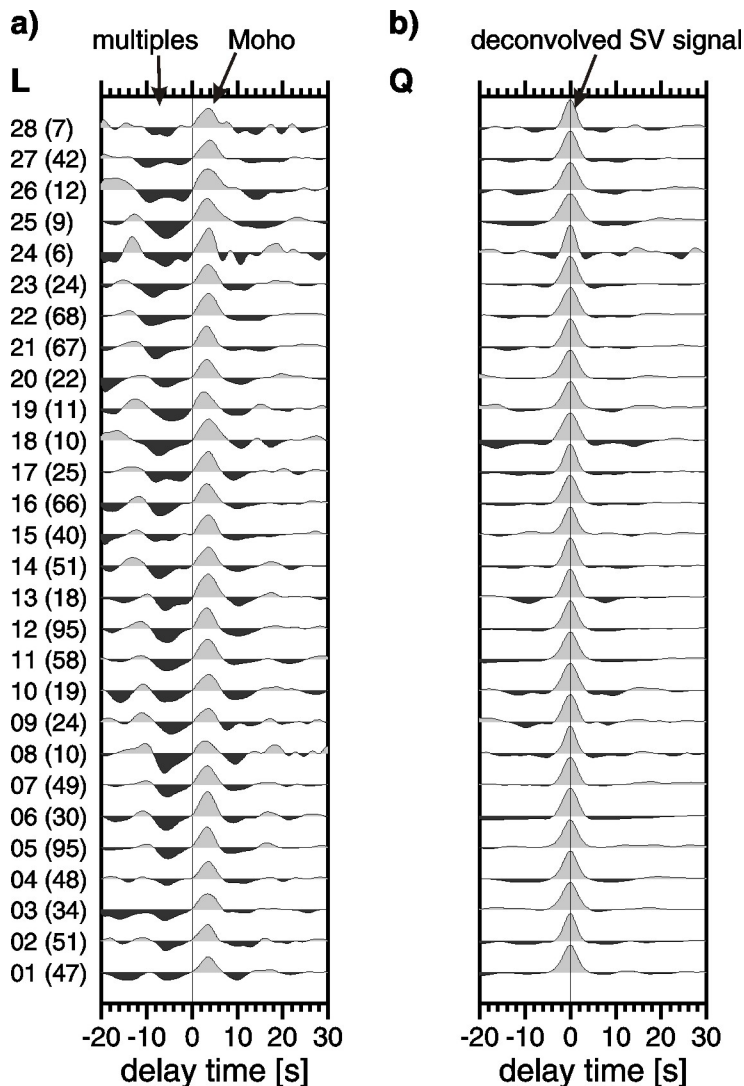 a)
b)
multiples
Moho
deconvolved SV signal
L
Q
28 (7)
27 (42)
26 (12)
25 (9)
24 (6)
23 (24)
22 (68)
21 (67)
20 (22)
19 (11)
18 (10)
17 (25)
16 (66)
15 (40)
14 (51)
13 (18)
12 (95)
11 (58)
10 (19)
09 (24)
08 (10)
07 (49)
06 (30)
05 (95)
04 (48)
03 (34)
02 (51)
01 (47)
-20 -10 0 10 20 30
-20 -10 0 10 20 30
delay time [s]
delay time [s]